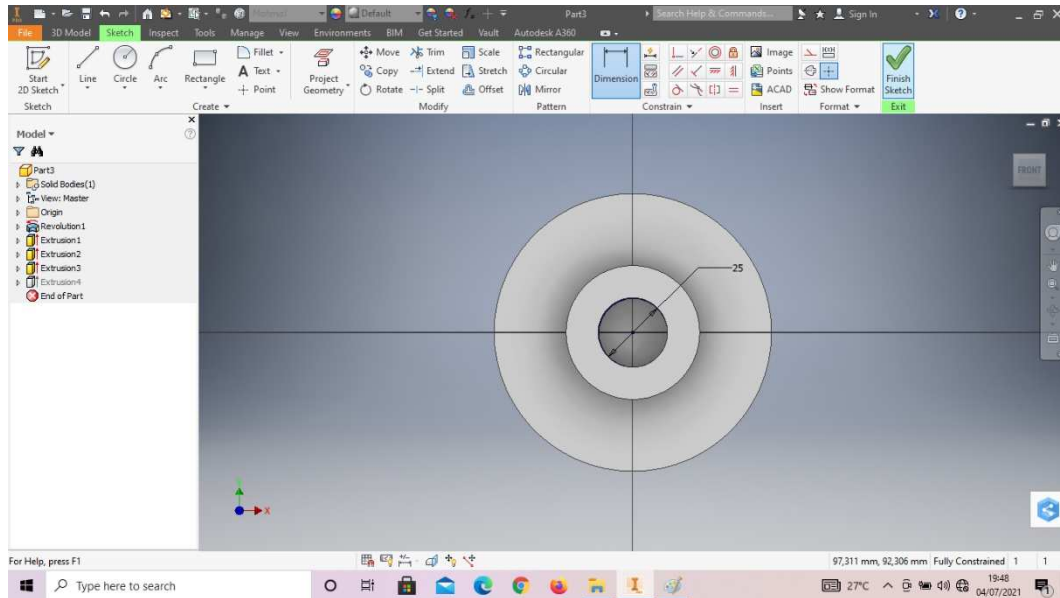 Material Default Part3 Search Help & Commands... Sign In
File 3D Model Sketch Inspect Tools Manage View Environments BIM Get Started Vault Autodesk A360
Start
2D Sketch
Line Circle Arc Rectangle
Fillet
Text
Point
Project
Geometry
Move Trim Scale
Copy Extend Stretch
Rotate Split Offset
Rectangular
Circular
Mirror
Dimension
Image
Points
ACAD
Show Format
Finish
Sketch
Sketch Create Modify Pattern Constrain Insert Format Exit
Model
Part3
Solid Bodies(1)
View: Master
Origin
Revolution1
Extrusion1
Extrusion2
Extrusion3
Extrusion4
End of Part
FRONT
25
Y
X
For Help, press F1 97,311 mm, 92,306 mm Fully Constrained 1 1
Type here to search 27°C 19:48
04/07/2021